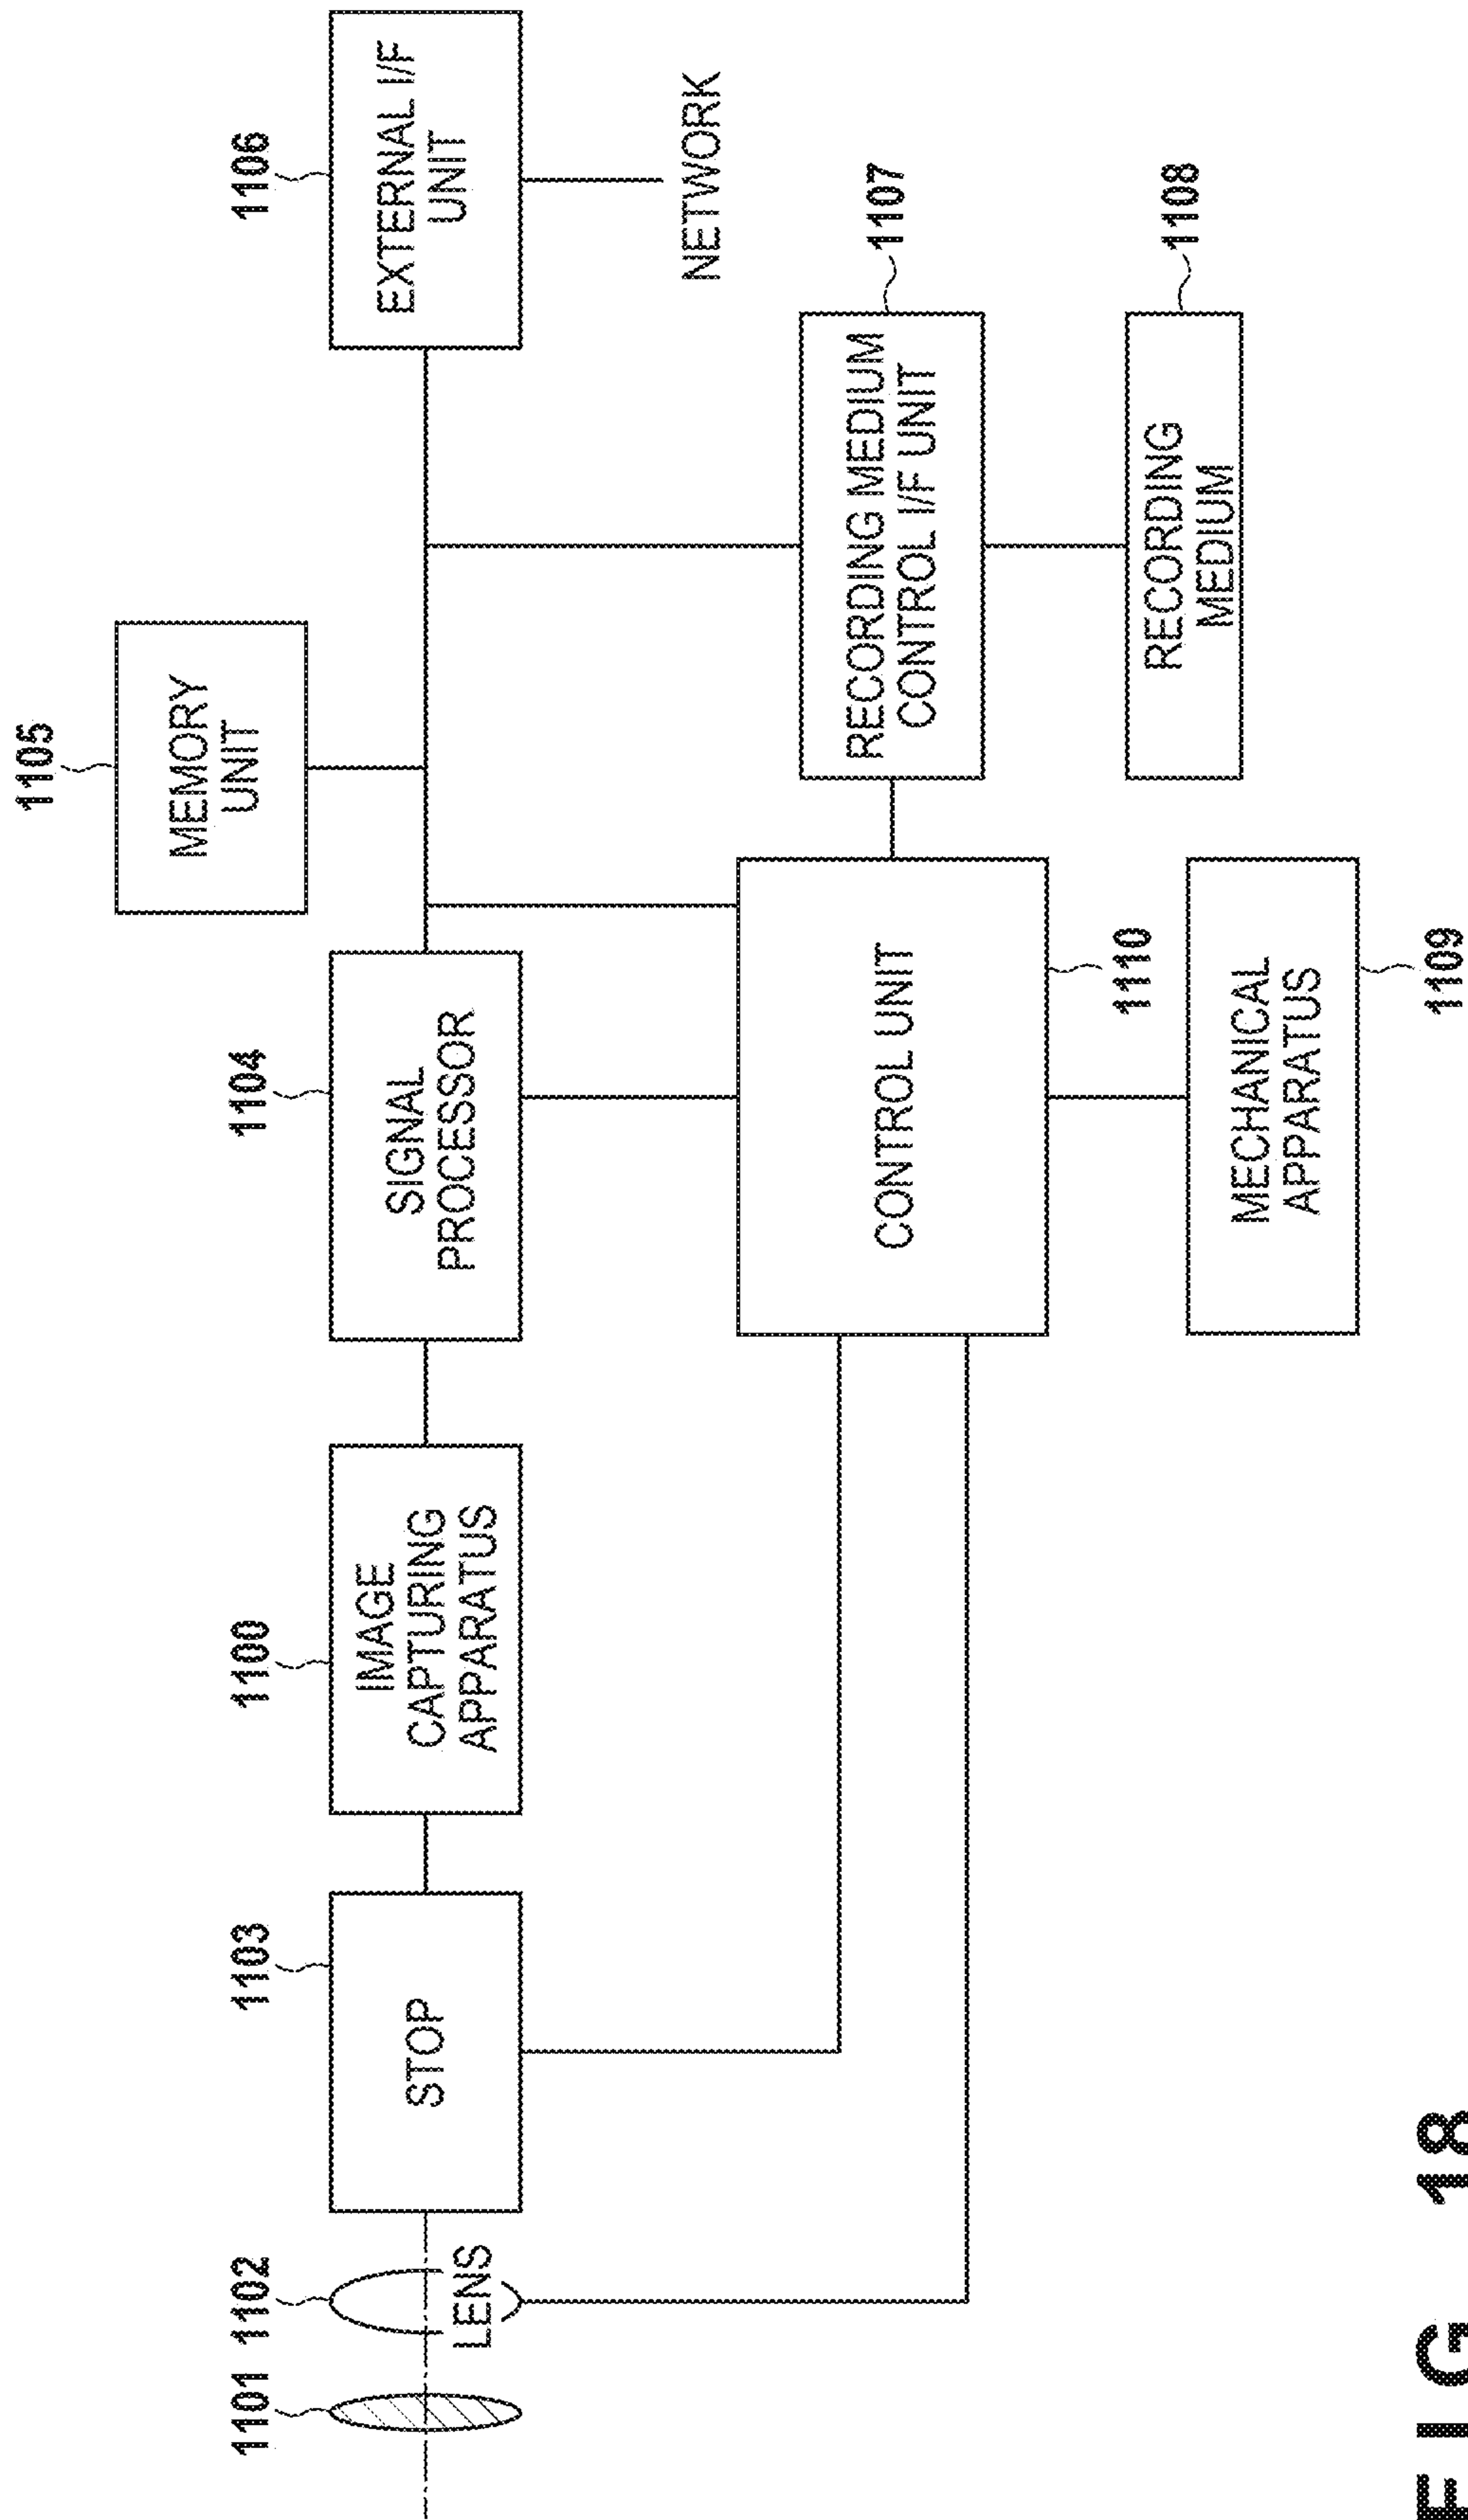 1105
MEMORY
UNIT
1101
1102
1103
1100
1104
1106
LENS
STOP
IMAGE
CAPTURING
APPARATUS
SIGNAL
PROCESSOR
EXTERNAL I/F
UNIT
NETWORK
1107
CONTROL UNIT
RECORDING MEDIUM
CONTROL I/F UNIT
1110
1108
RECORDING
MEDIUM
MECHANICAL
APPARATUS
1109
FIG. 18